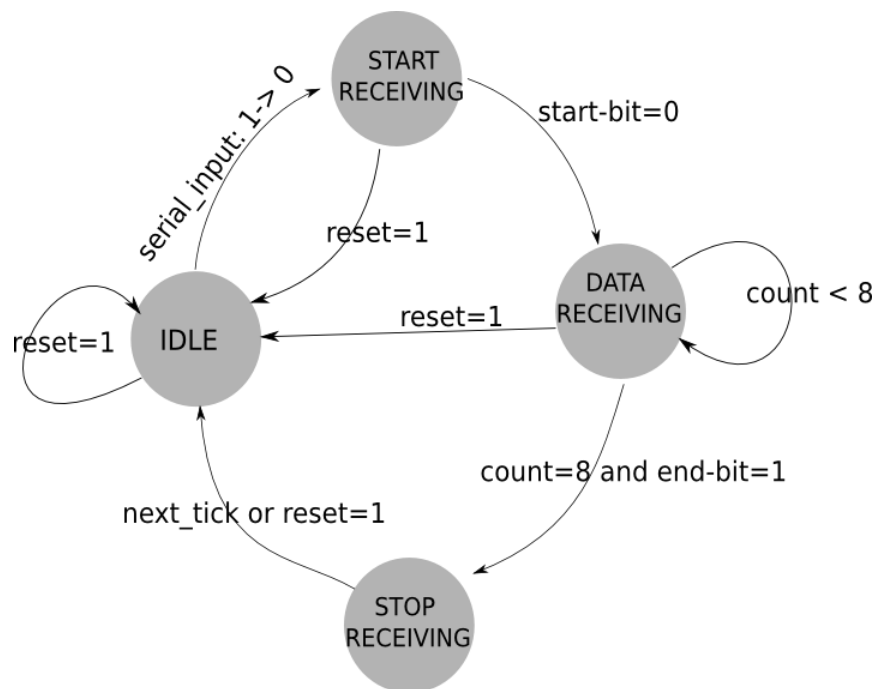 START
RECEIVING
serial_input: 1-> 0
start-bit=0
reset=1
DATA
RECEIVING
count < 8
reset=1
IDLE
reset=1
count=8 and end-bit=1
next_tick or reset=1
STOP
RECEIVING